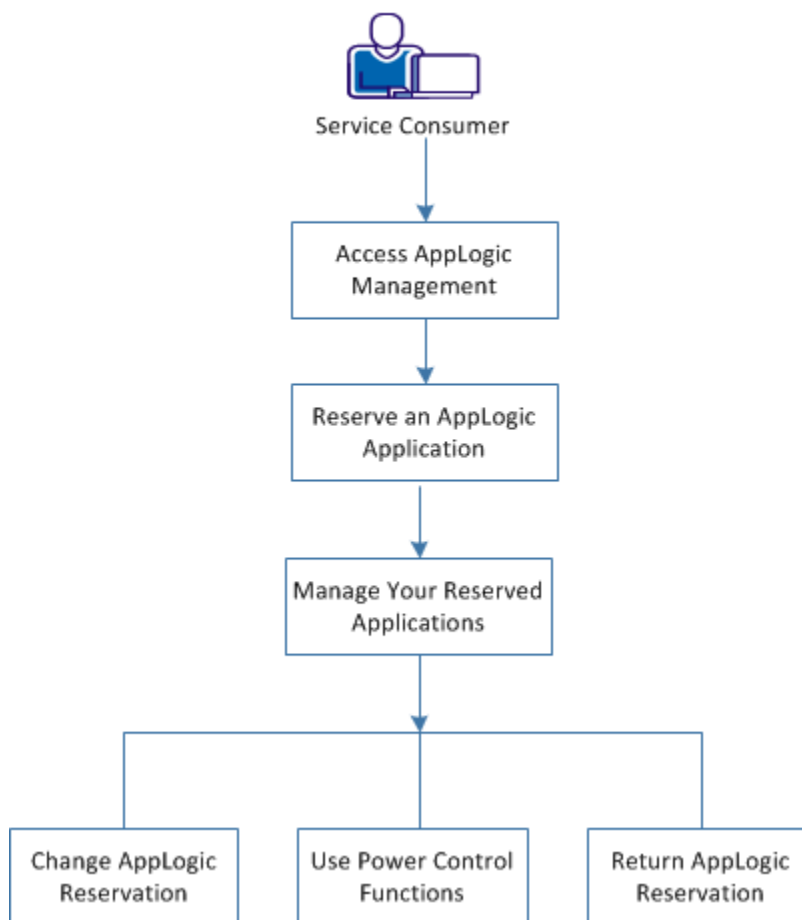 Service Consumer
Access AppLogic
Management
Reserve an AppLogic
Application
Manage Your Reserved
Applications
Change AppLogic
Reservation
Use Power Control
Functions
Return AppLogic
Reservation